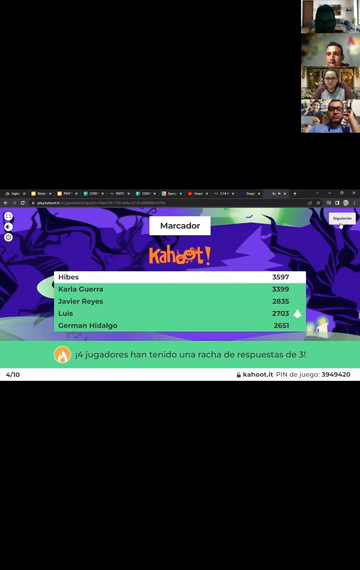 Siguiente
Marcador
Kahoot!
Hibes 3597
Karla Guerra 3399
Javier Reyes 2835
Luis 2703
German Hidalgo 2651
¡4 jugadores han tenido una racha de respuestas de 3!
4/10
kahoot.it PIN de juego: 3949420